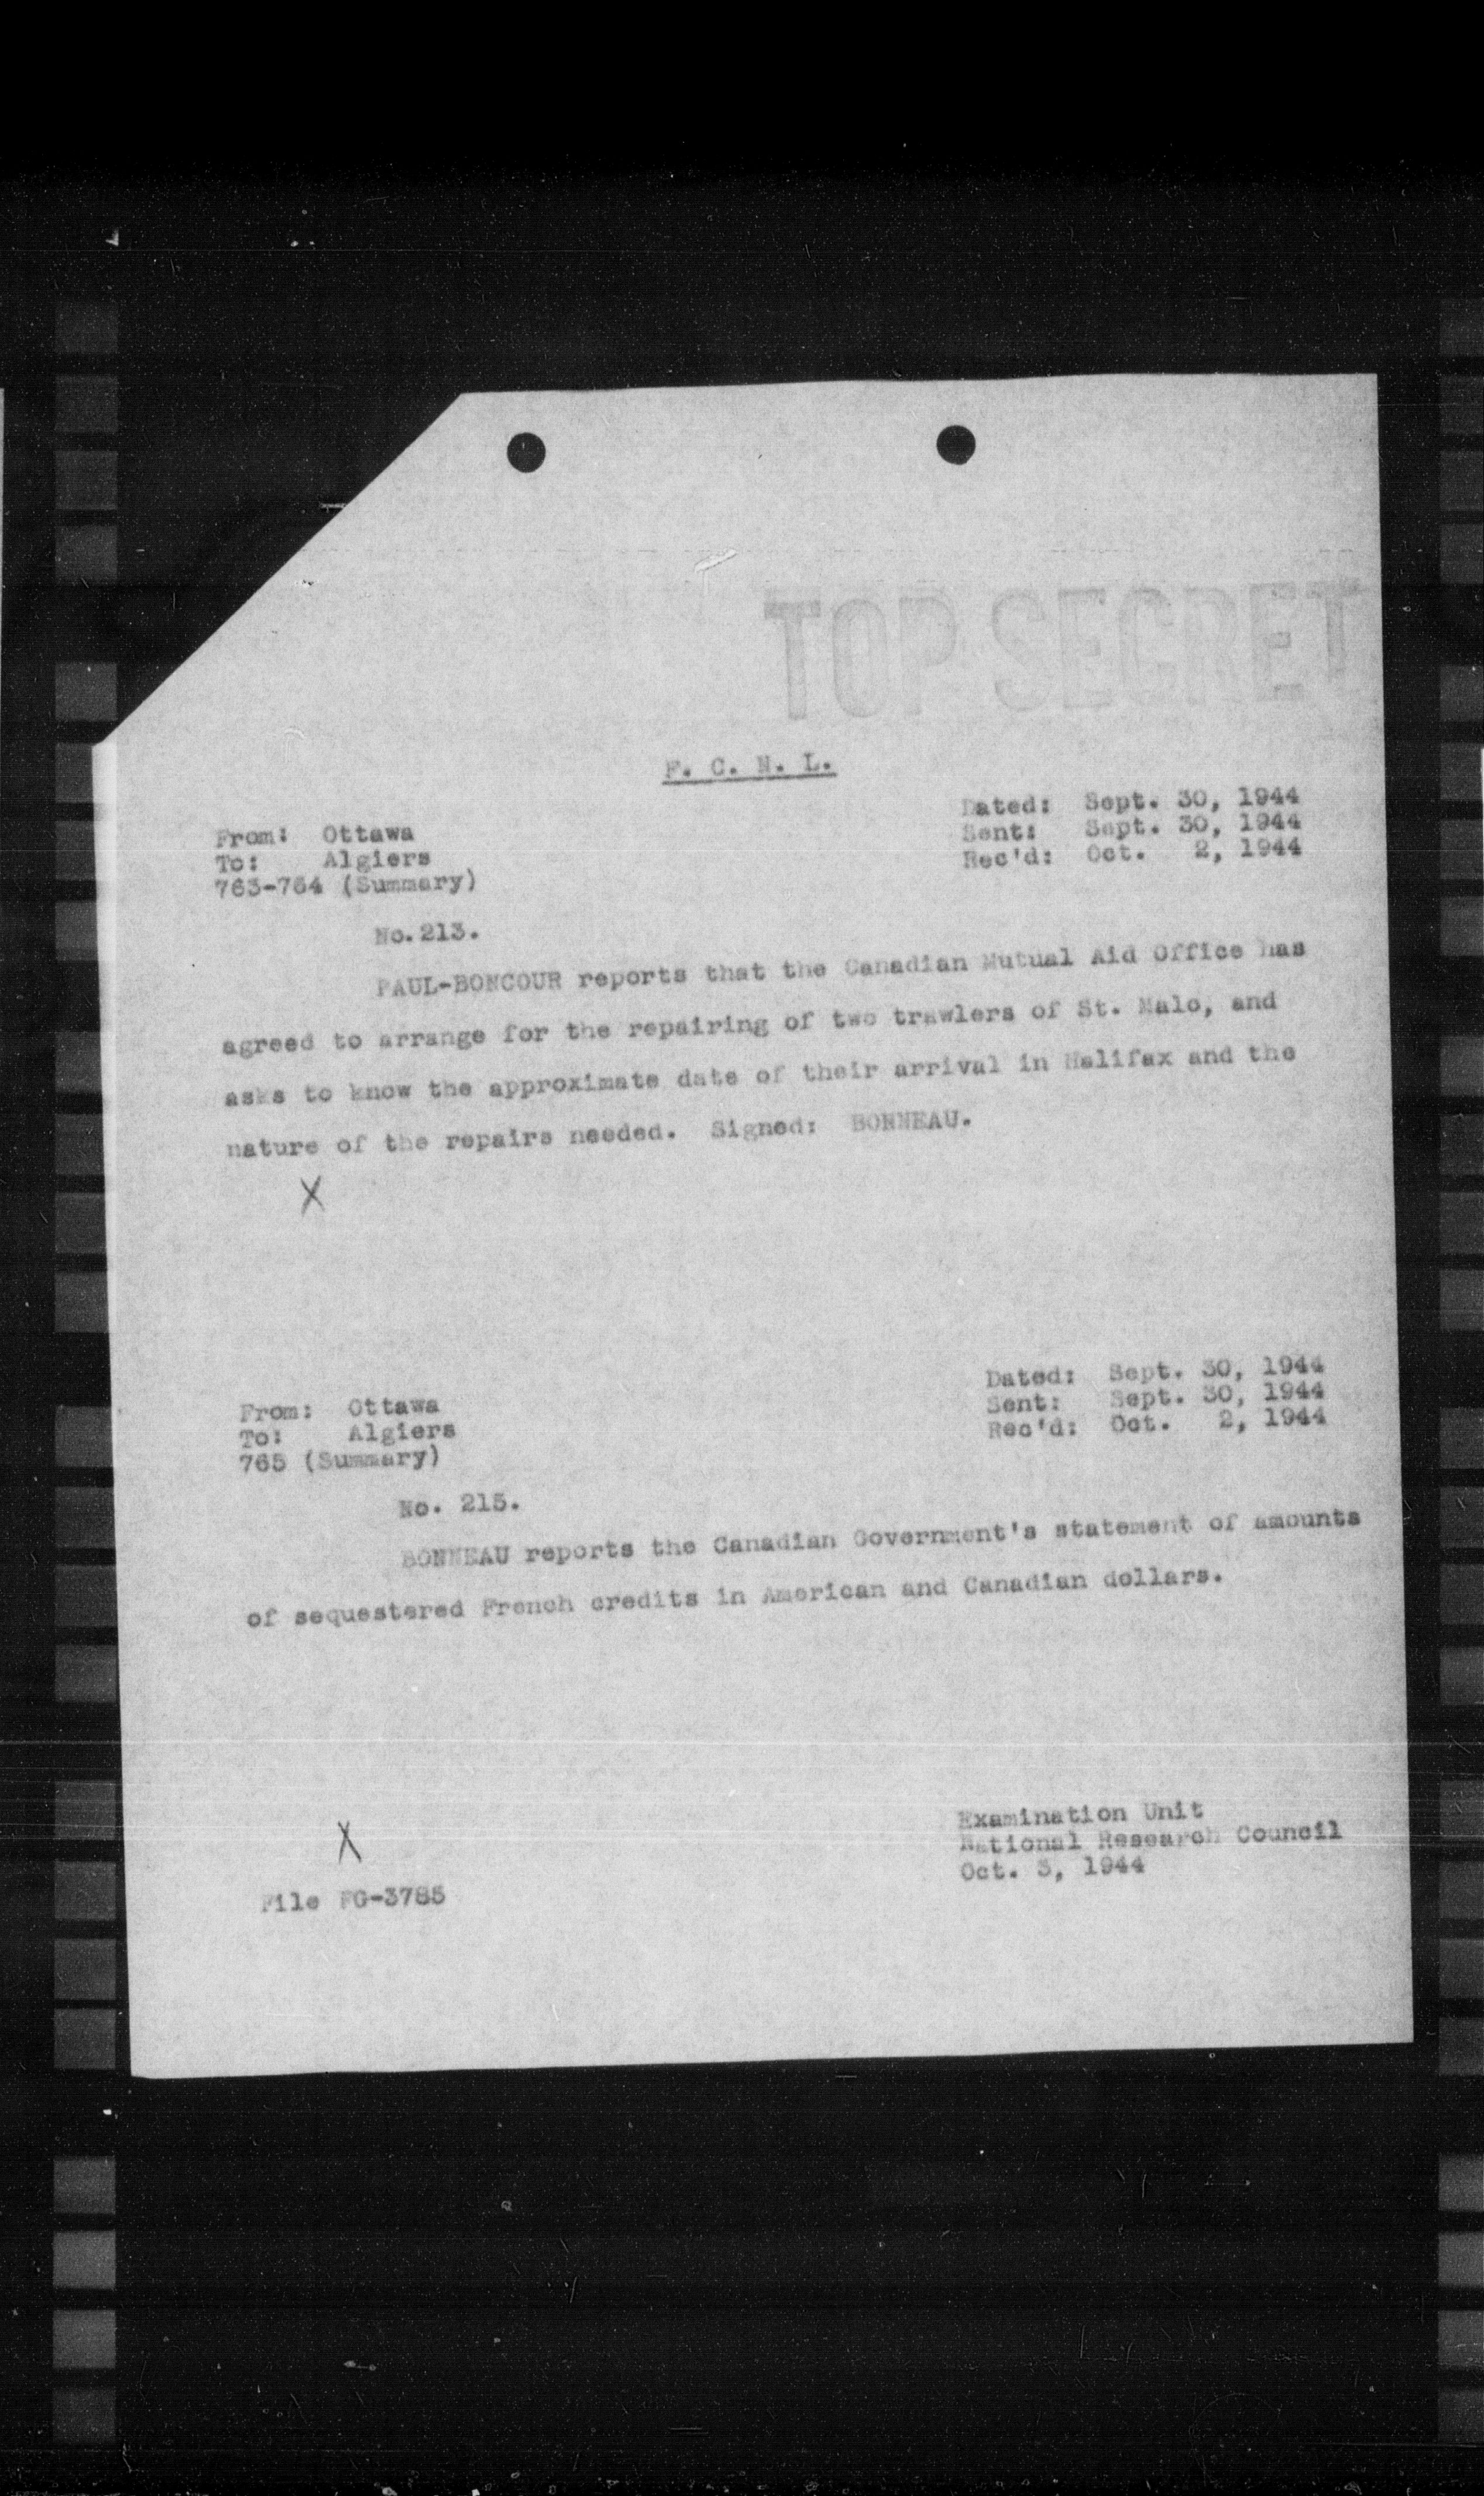 TOP SECRET
F. C. N. L.
From: Ottawa
To: Algiers
763-764 (Summary)
Dated: Sept. 30, 1944
Sent: Sept. 30, 1944
Rec'd: Oct. 2, 1944
No. 213.
PAUL-BONCOUR reports that the Canadian Mutual Aid Office has
agreed to arrange for the repairing of two trawlers of St. Malo, and
asks to know the approximate date of their arrival in Halifax and the
nature of the repairs needed. Signed: BONNEAU.
X
From: Ottawa
To: Algiers
765 (Summary)
Dated: Sept. 30, 1944
Sent: Sept. 30, 1944
Rec'd: Oct. 2, 1944
No. 215.
BONNEAU reports the Canadian Government's statement of amounts
of sequestered French credits in American and Canadian dollars.
X
Examination Unit
National Research Council
Oct. 3, 1944
File FG-3785